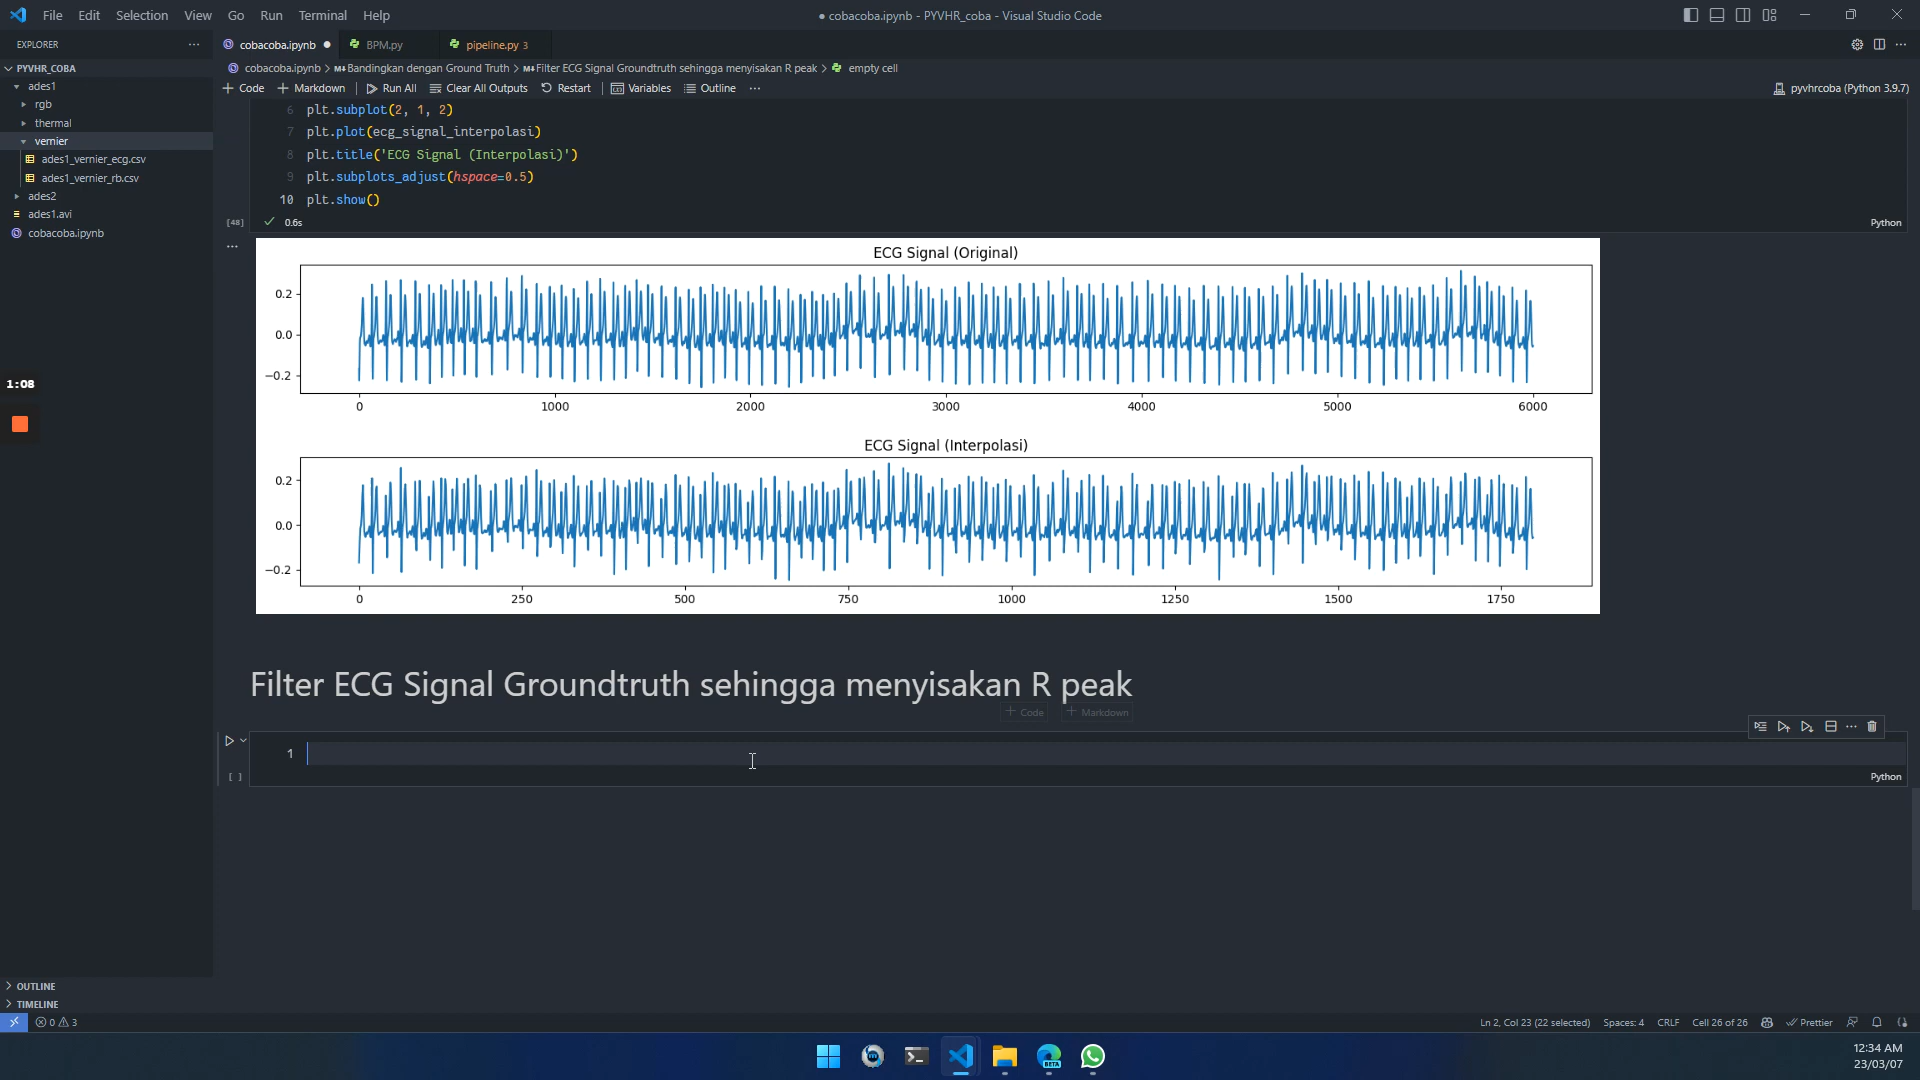 File Edit Selection View Go Run Terminal Help
● cobacoba.ipynb - PYVHR_coba - Visual Studio Code
EXPLORER
cobacoba.ipynb ● BPM.py pipeline.py 3
PYVHR_COBA
ades1
rgb
thermal
vernier
ades1_vernier_ecg.csv
ades1_vernier_rb.csv
ades2
ades1.avi
cobacoba.ipynb
1:08
cobacoba.ipynb > M↓Bandingkan dengan Ground Truth > M↓Filter ECG Signal Groundtruth sehingga menyisakan R peak > empty cell
+ Code + Markdown Run All Clear All Outputs Restart Variables Outline ...
pyvhrcoba (Python 3.9.7)
6 plt.subplot(2, 1, 2)
7 plt.plot(ecg_signal_interpolasi)
8 plt.title('ECG Signal (Interpolasi)')
9 plt.subplots_adjust(hspace=0.5)
10 plt.show()
[48] ✓ 0.6s Python
ECG Signal (Original)
0.2
0.0
−0.2
0 1000 2000 3000 4000 5000 6000
ECG Signal (Interpolasi)
0.2
0.0
−0.2
0 250 500 750 1000 1250 1500 1750
Filter ECG Signal Groundtruth sehingga menyisakan R peak
+ Code + Markdown
1
[ ] Python
OUTLINE
TIMELINE
0 3
Ln 2, Col 23 (22 selected) Spaces: 4 CRLF Cell 26 of 26 Prettier
BETA
12:34 AM
23/03/07